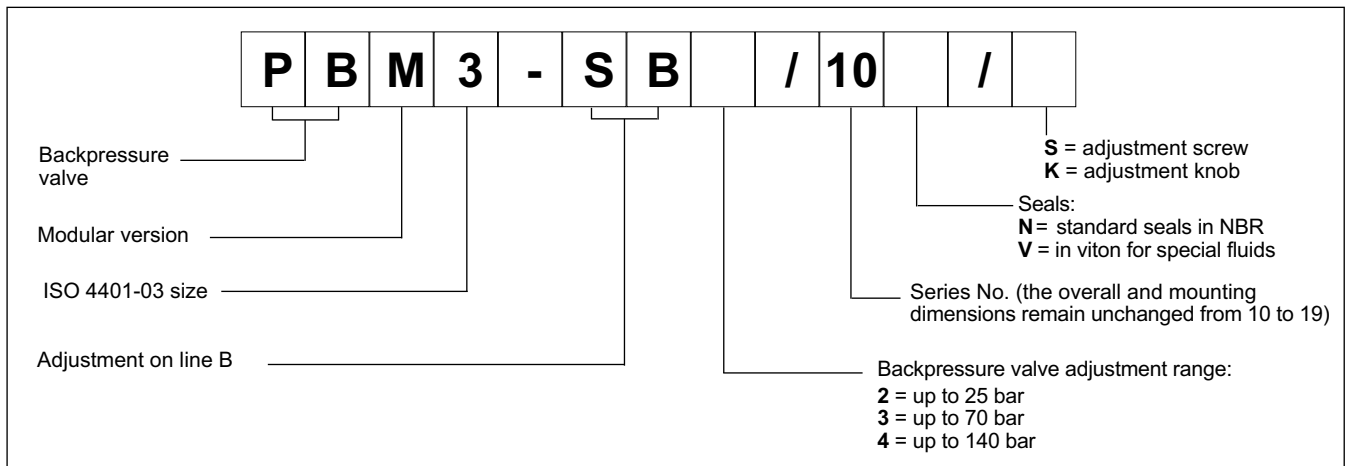 P B M 3 - S B / 10 /
Backpressure
valve
Modular version
ISO 4401-03 size
Adjustment on line B
S = adjustment screw
K = adjustment knob
Seals:
N = standard seals in NBR
V = in viton for special fluids
Series No. (the overall and mounting
dimensions remain unchanged from 10 to 19)
Backpressure valve adjustment range:
2 = up to 25 bar
3 = up to 70 bar
4 = up to 140 bar